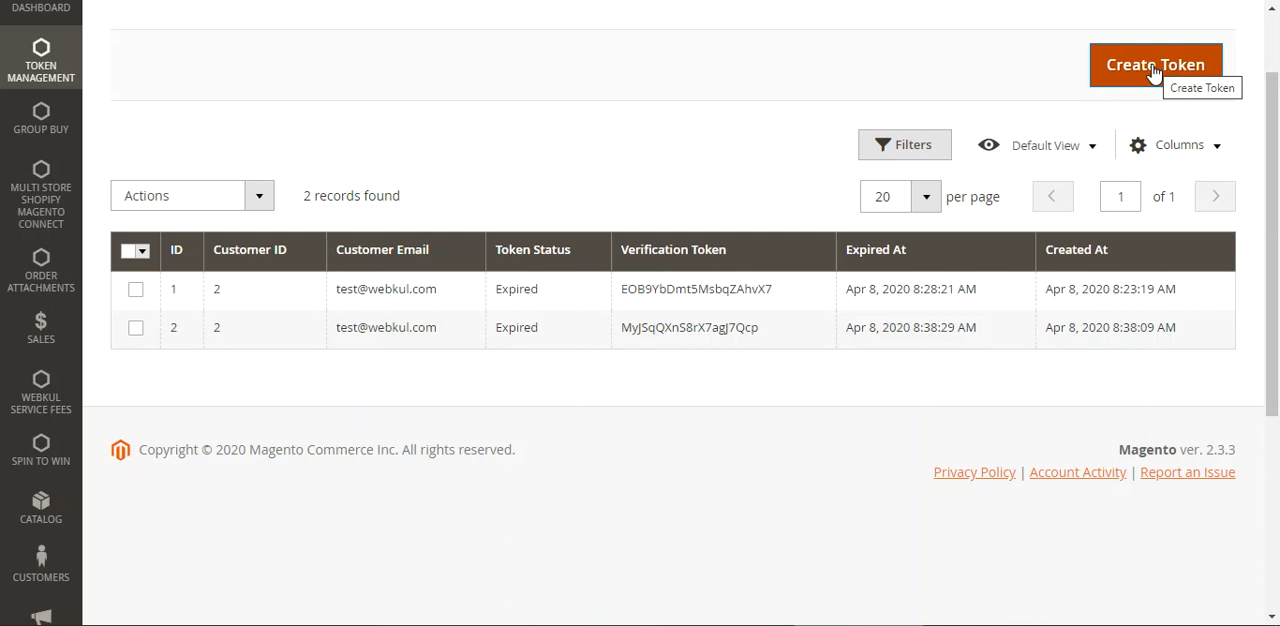 DASHBOARD
TOKEN
MANAGEMENT
GROUP BUY
MULTI STORE
SHOPIFY
MAGENTO
CONNECT
ORDER
ATTACHMENTS
SALES
WEBKUL
SERVICE FEES
SPIN TO WIN
CATALOG
CUSTOMERS
Create Token
Create Token
Filters Default View Columns
Actions 2 records found 20 per page 1 of 1
ID Customer ID Customer Email Token Status Verification Token Expired At Created At
1 2 test@webkul.com Expired EOB9YbDmt5MsbqZAhvX7 Apr 8, 2020 8:28:21 AM Apr 8, 2020 8:23:19 AM
2 2 test@webkul.com Expired MyJSqQXnS8rX7agJ7Qcp Apr 8, 2020 8:38:29 AM Apr 8, 2020 8:38:09 AM
Copyright © 2020 Magento Commerce Inc. All rights reserved. Magento ver. 2.3.3
Privacy Policy | Account Activity | Report an Issue